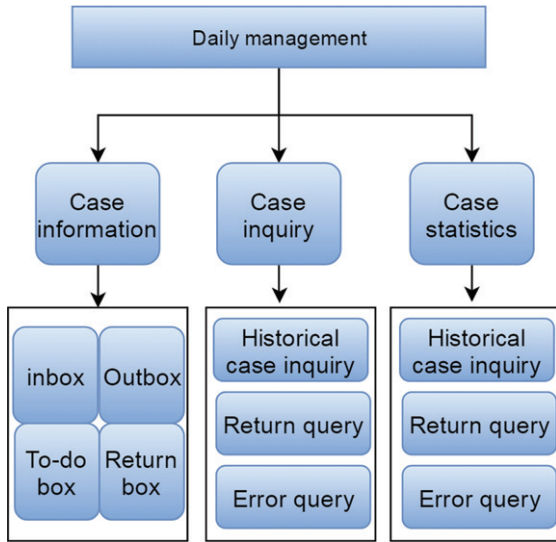 Daily management
Case
information
Case
inquiry
Case
statistics
inbox
Outbox
To-do
box
Return
box
Historical
case inquiry
Return query
Error query
Historical
case inquiry
Return query
Error query